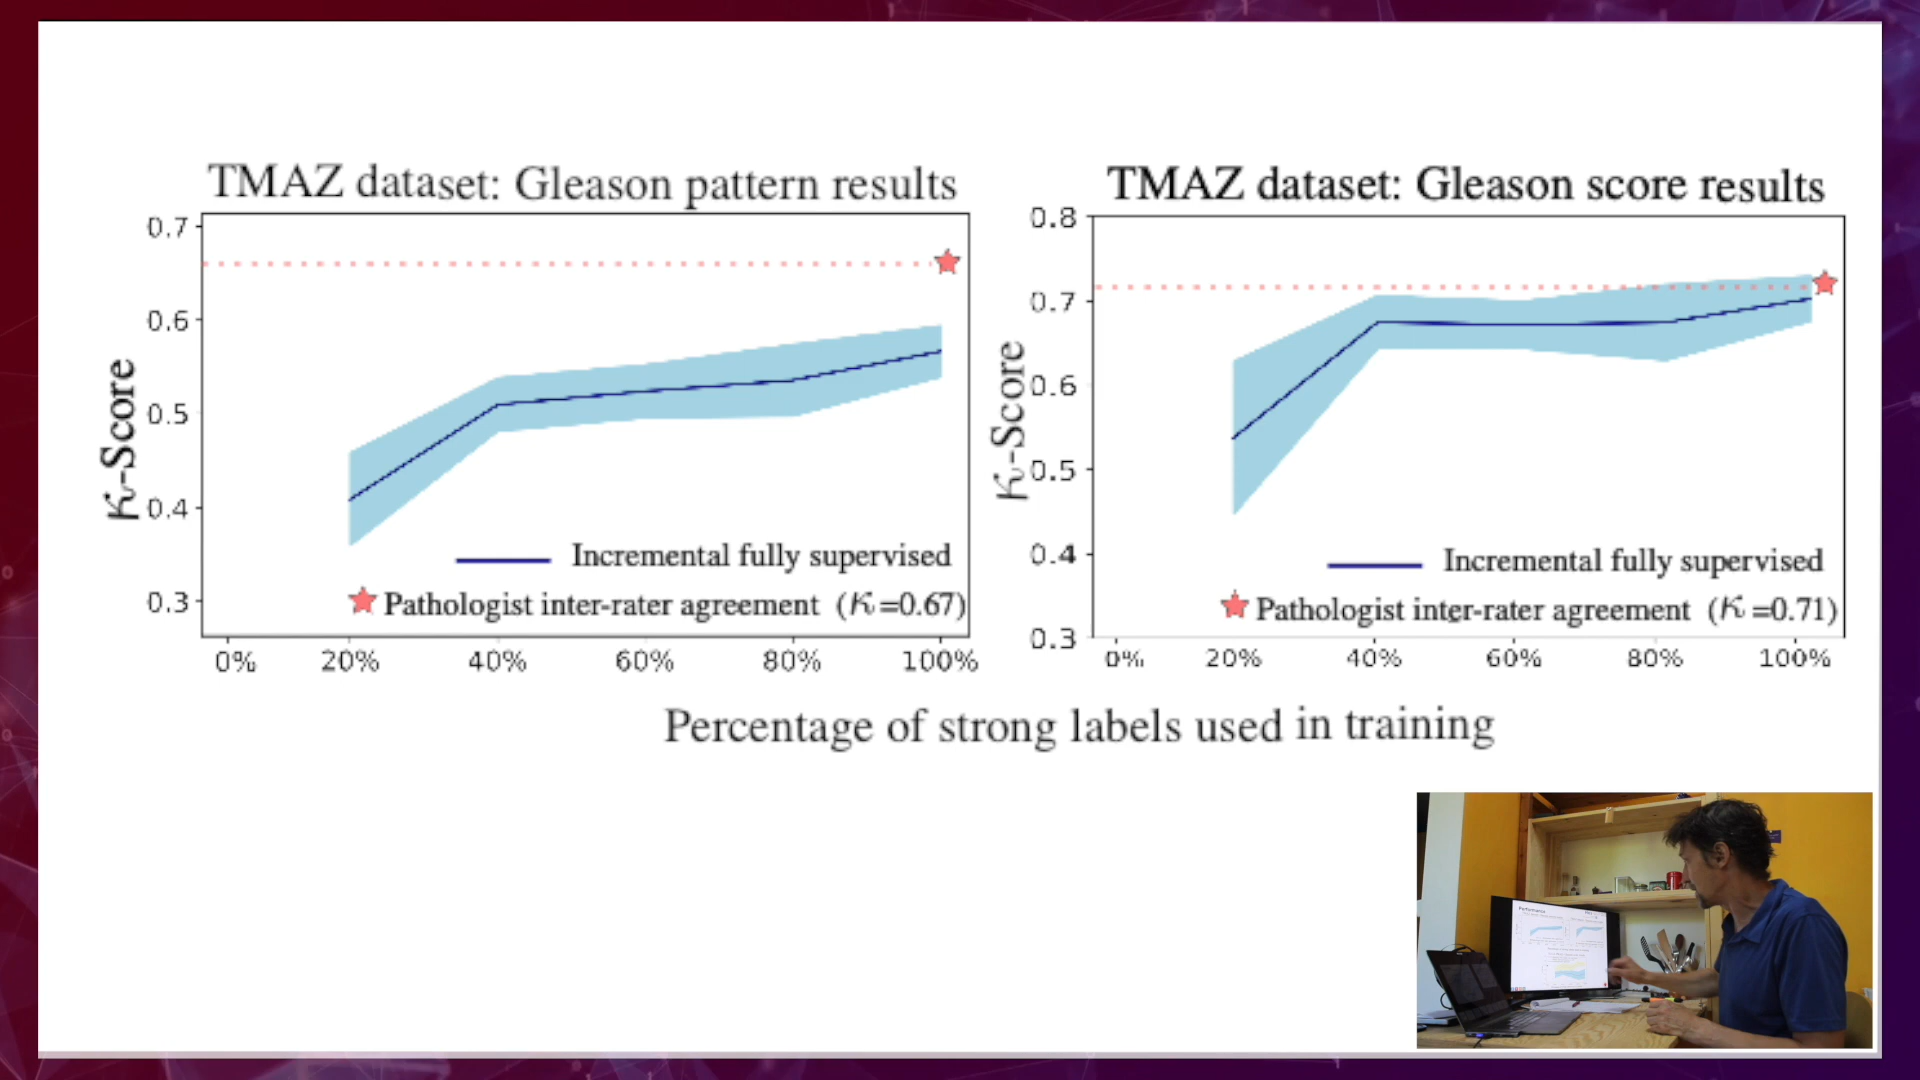 TMAZ dataset: Gleason pattern results
0.7
0.6
0.5
0.4
0.3
K-Score
Incremental fully supervised
Pathologist inter-rater agreement (K=0.67)
0% 20% 40% 60% 80% 100%
TMAZ dataset: Gleason score results
0.8
0.7
0.6
0.5
0.4
0.3
K-Score
Incremental fully supervised
Pathologist inter-rater agreement (K=0.71)
0% 20% 40% 60% 80% 100%
Percentage of strong labels used in training
Performance